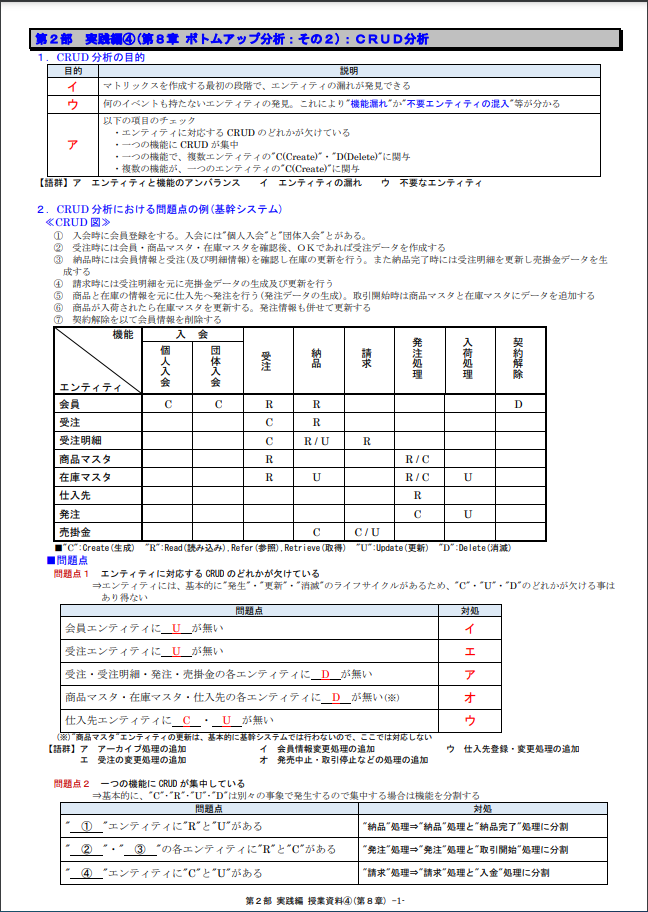 第２部　実践編④(第８章 ボトムアップ分析：その２)：ＣＲＵＤ分析
１．CRUD 分析の目的
目的　説明
イ　マトリックスを作成する最初の段階で、エンティティの漏れが発見できる
ウ　何のイベントも持たないエンティティの発見。これにより"機能漏れ"か"不要エンティティの混入"等が分かる
ア　以下の項目のチェック
・エンティティに対応する CRUD のどれかが欠けている
・一つの機能に CRUD が集中
・一つの機能で、複数エンティティの"C(Create)"・"D(Delete)"に関与
・複数の機能が、一つのエンティティの"C(Create)"に関与
【語群】ア　エンティティと機能のアンバランス　　イ　エンティティの漏れ　　ウ　不要なエンティティ
２．CRUD 分析における問題点の例(基幹システム)
≪CRUD 図≫
①　入会時に会員登録をする。入会には"個人入会"と"団体入会"とがある。
②　受注時には会員・商品マスタ・在庫マスタを確認後、ＯＫであれば受注データを作成する
③　納品時には会員情報と受注(及び明細情報)を確認し在庫の更新を行う。また納品完了時には受注明細を更新し売掛金データを生
成する
④　請求時には受注明細を元に売掛金データの生成及び更新を行う
⑤　商品と在庫の情報を元に仕入先へ発注を行う(発注データの生成)。取引開始時は商品マスタと在庫マスタにデータを追加する
⑥　商品が入荷されたら在庫マスタを更新する。発注情報も併せて更新する
⑦　契約解除を以て会員情報を削除する
機能　入　会
エンティティ　個人入会　団体入会　受注　納品　請求　発注処理　入荷処理　契約解除
会員　C　C　R　R　D
受注　C　R
受注明細　C　R / U　R
商品マスタ　R　R / C
在庫マスタ　R　U　R / C　U
仕入先　R
発注　C　U
売掛金　C　C / U
■"C":Create(生成)　"R":Read(読み込み),Refer(参照),Retrieve(取得)　"U":Update(更新)　"D":Delete(消滅)
■問題点
問題点１　エンティティに対応する CRUD のどれかが欠けている
⇒エンティティには、基本的に"発生"・"更新"・"消滅"のライフサイクルがあるため、"C"・"U"・"D"のどれかが欠ける事は
あり得ない
問題点　対処
会員エンティティに　U　が無い　イ
受注エンティティに　U　が無い　エ
受注・受注明細・発注・売掛金の各エンティティに　D　が無い　ア
商品マスタ・在庫マスタ・仕入先の各エンティティに　D　が無い(※)　オ
仕入先エンティティに　C　・　U　が無い　ウ
(※)"商品マスタ"エンティティの更新は、基本的に基幹システムでは行わないので、ここでは対応しない
【語群】ア　アーカイブ処理の追加　　イ　会員情報変更処理の追加　　ウ　仕入先登録・変更処理の追加
エ　受注の変更処理の追加　　オ　発売中止・取引停止などの処理の追加
問題点２　一つの機能に CRUD が集中している
⇒基本的に、"C"・"R"・"U"・"D"は別々の事象で発生するので集中する場合は機能を分割する
問題点　対処
"　①　"エンティティに"R"と"U"がある　"納品"処理⇒"納品"処理と"納品完了"処理に分割
"　②　"・"　③　"の各エンティティに"R"と"C"がある　"発注"処理⇒"発注"処理と"取引開始"処理に分割
"　④　"エンティティに"C"と"U"がある　"請求"処理⇒"請求"処理と"入金"処理に分割
第２部 実践編 授業資料④(第８章) -1-